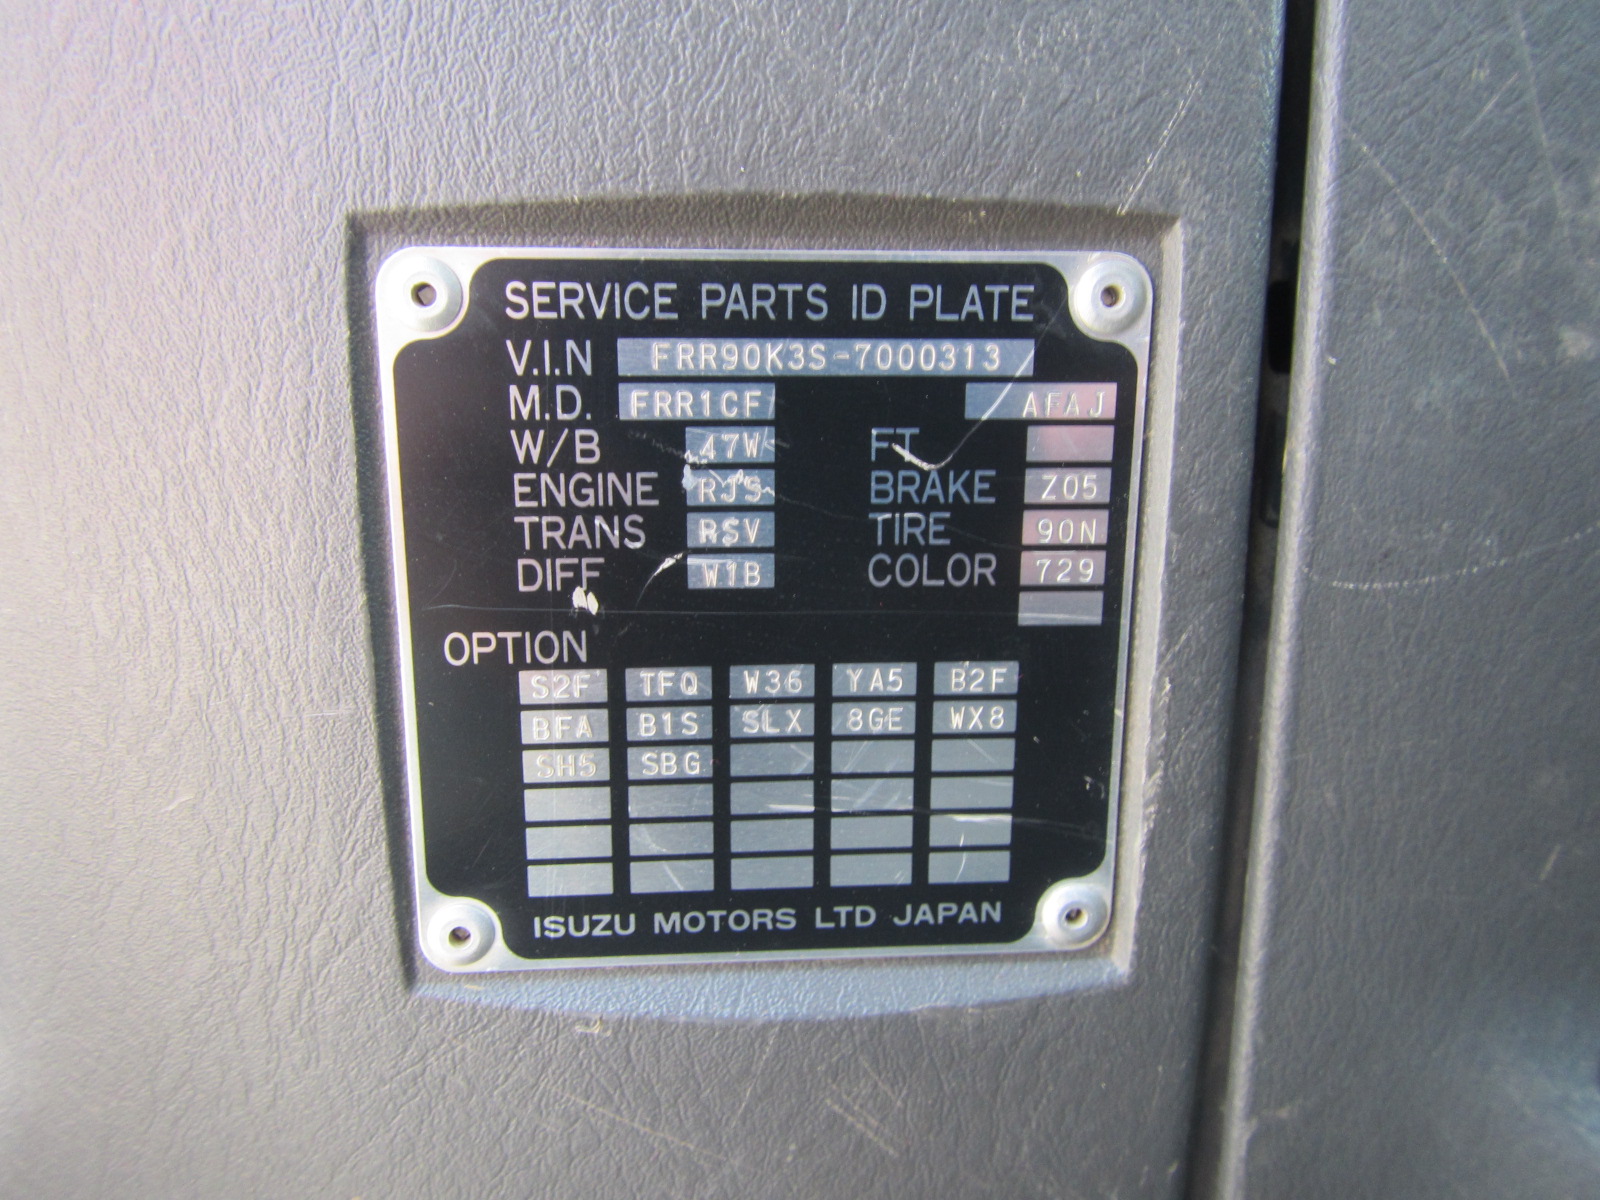 SERVICE PARTS ID PLATE
V.I.N FRR90K3S-7000313
M.D. FRR1CF AFAJ
W/B 47W FT
ENGINE RJS BRAKE Z05
TRANS RSV TIRE 90N
DIFF W1B COLOR 729
OPTION
S2F TFQ W36 YA5 B2F
BFA B1S SLX 8GE WX8
SH5 SBG
ISUZU MOTORS LTD JAPAN